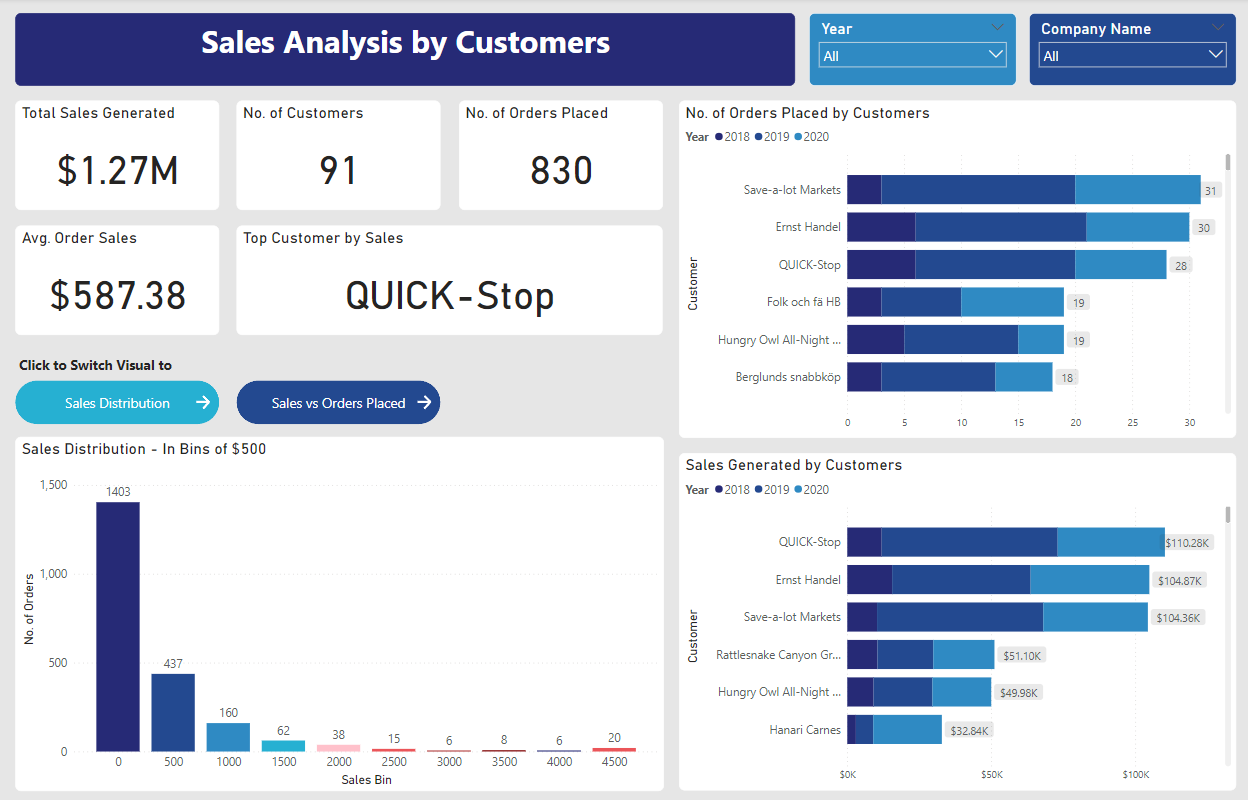 Sales Analysis by Customers
Year
All
Company Name
All
Total Sales Generated
$1.27M
No. of Customers
91
No. of Orders Placed
830
Avg. Order Sales
$587.38
Top Customer by Sales
QUICK-Stop
Click to Switch Visual to
Sales Distribution
Sales vs Orders Placed
Sales Distribution - In Bins of $500
No. of Orders
1,500
1,000
500
0
1403
437
160
62
38
15
6
8
6
20
0 500 1000 1500 2000 2500 3000 3500 4000 4500
Sales Bin
No. of Orders Placed by Customers
Year 2018 2019 2020
Customer
Save-a-lot Markets 31
Ernst Handel 30
QUICK-Stop 28
Folk och fä HB 19
Hungry Owl All-Night ... 19
Berglunds snabbköp 18
0 5 10 15 20 25 30
Sales Generated by Customers
Year 2018 2019 2020
Customer
QUICK-Stop $110.28K
Ernst Handel $104.87K
Save-a-lot Markets $104.36K
Rattlesnake Canyon Gr... $51.10K
Hungry Owl All-Night ... $49.98K
Hanari Carnes $32.84K
$0K $50K $100K